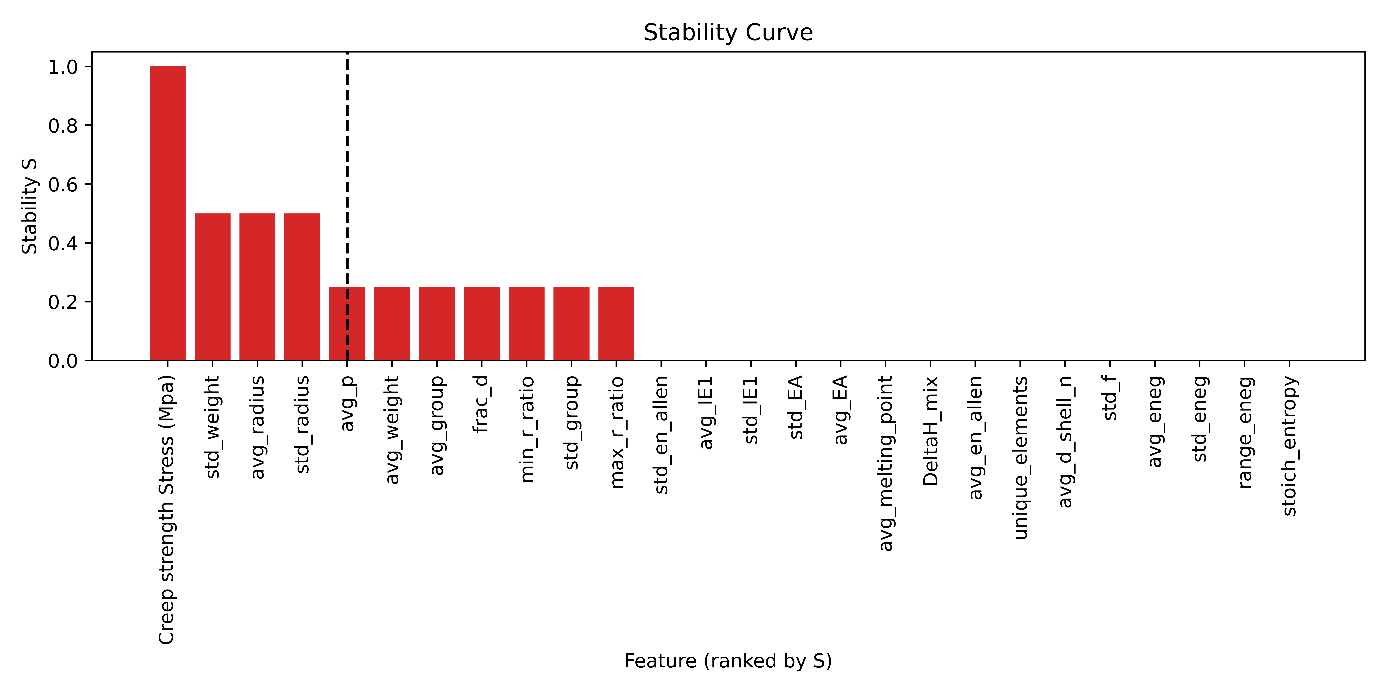 Stability Curve
Stability S
1.0
0.8
0.6
0.4
0.2
0.0
Creep strength Stress (Mpa)
std_weight
avg_radius
std_radius
avg_p
avg_weight
avg_group
frac_d
min_r_ratio
std_group
max_r_ratio
std_en_allen
avg_IE1
std_IE1
std_EA
avg_EA
avg_melting_point
DeltaH_mix
avg_en_allen
unique_elements
avg_d_shell_n
std_f
avg_eneg
std_eneg
range_eneg
stoich_entropy
Feature (ranked by S)